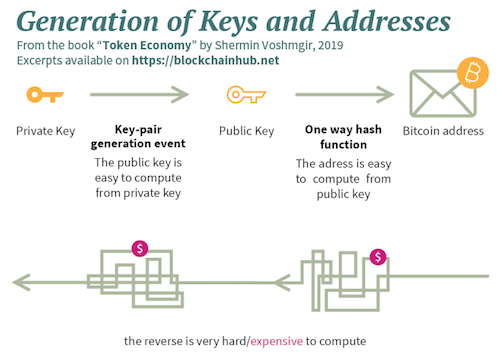 Generation of Keys and Addresses
From the book “Token Economy” by Shermin Voshmgir, 2019
Excerpts available on https://blockchainhub.net
Private Key
Key-pair
generation event
The public key is
easy to compute
from private key
Public Key
One way hash
function
The adress is easy
to compute from
public key
Bitcoin address
$
$
the reverse is very hard/expensive to compute